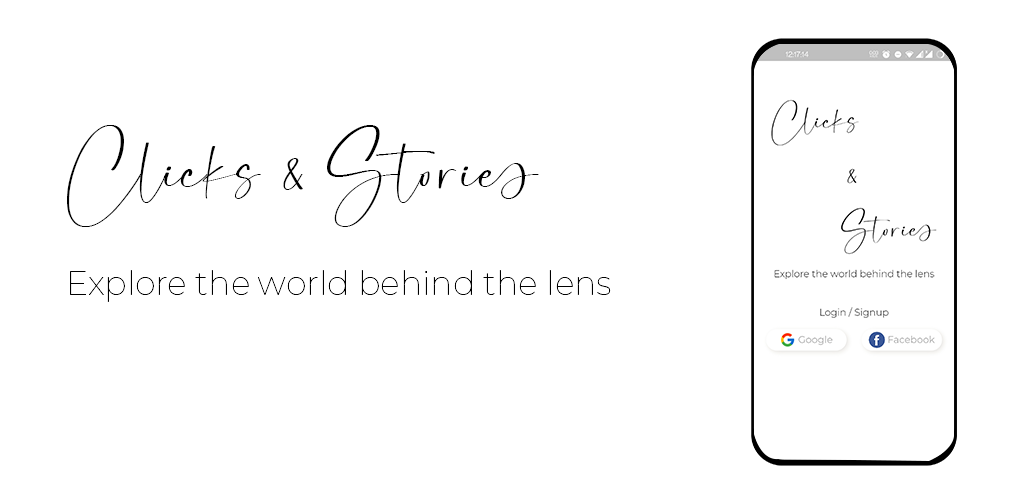 Clicks & Stories
Explore the world behind the lens
12:17:14
Clicks
&
Stories
Explore the world behind the lens
Login / Signup
Google
Facebook